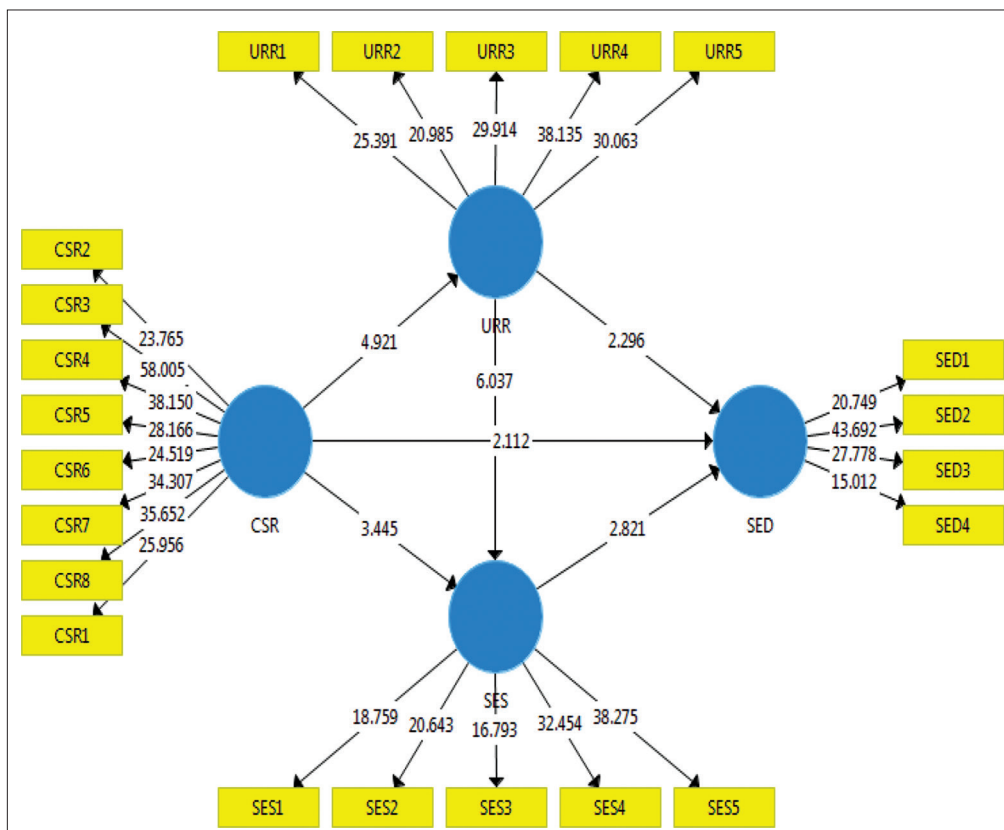 URR1 URR2 URR3 URR4 URR5
25.391 20.985 29.914 38.135 30.063
CSR2
CSR3
CSR4
CSR5
CSR6
CSR7
CSR8
CSR1
23.765
58.005
38.150
28.166
24.519
34.307
35.652
25.956
CSR
URR
4.921
6.037
2.296
2.112
3.445
2.821
SED
20.749
43.692
27.778
15.012
SED1
SED2
SED3
SED4
SES
18.759 20.643 16.793 32.454 38.275
SES1 SES2 SES3 SES4 SES5